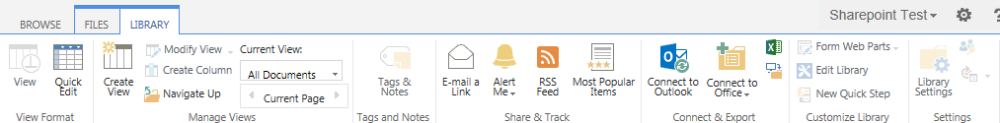 BROWSE FILES LIBRARY Sharepoint Test
View
Quick
Edit
View Format
Create
View
Modify View
Create Column
Navigate Up
Current View:
All Documents
Current Page
Manage Views
Tags &
Notes
Tags and Notes
E-mail a
Link
Alert
Me
RSS
Feed
Most Popular
Items
Share & Track
Connect to
Outlook
Connect to
Office
Connect & Export
Form Web Parts
Edit Library
New Quick Step
Customize Library
Library
Settings
Settings